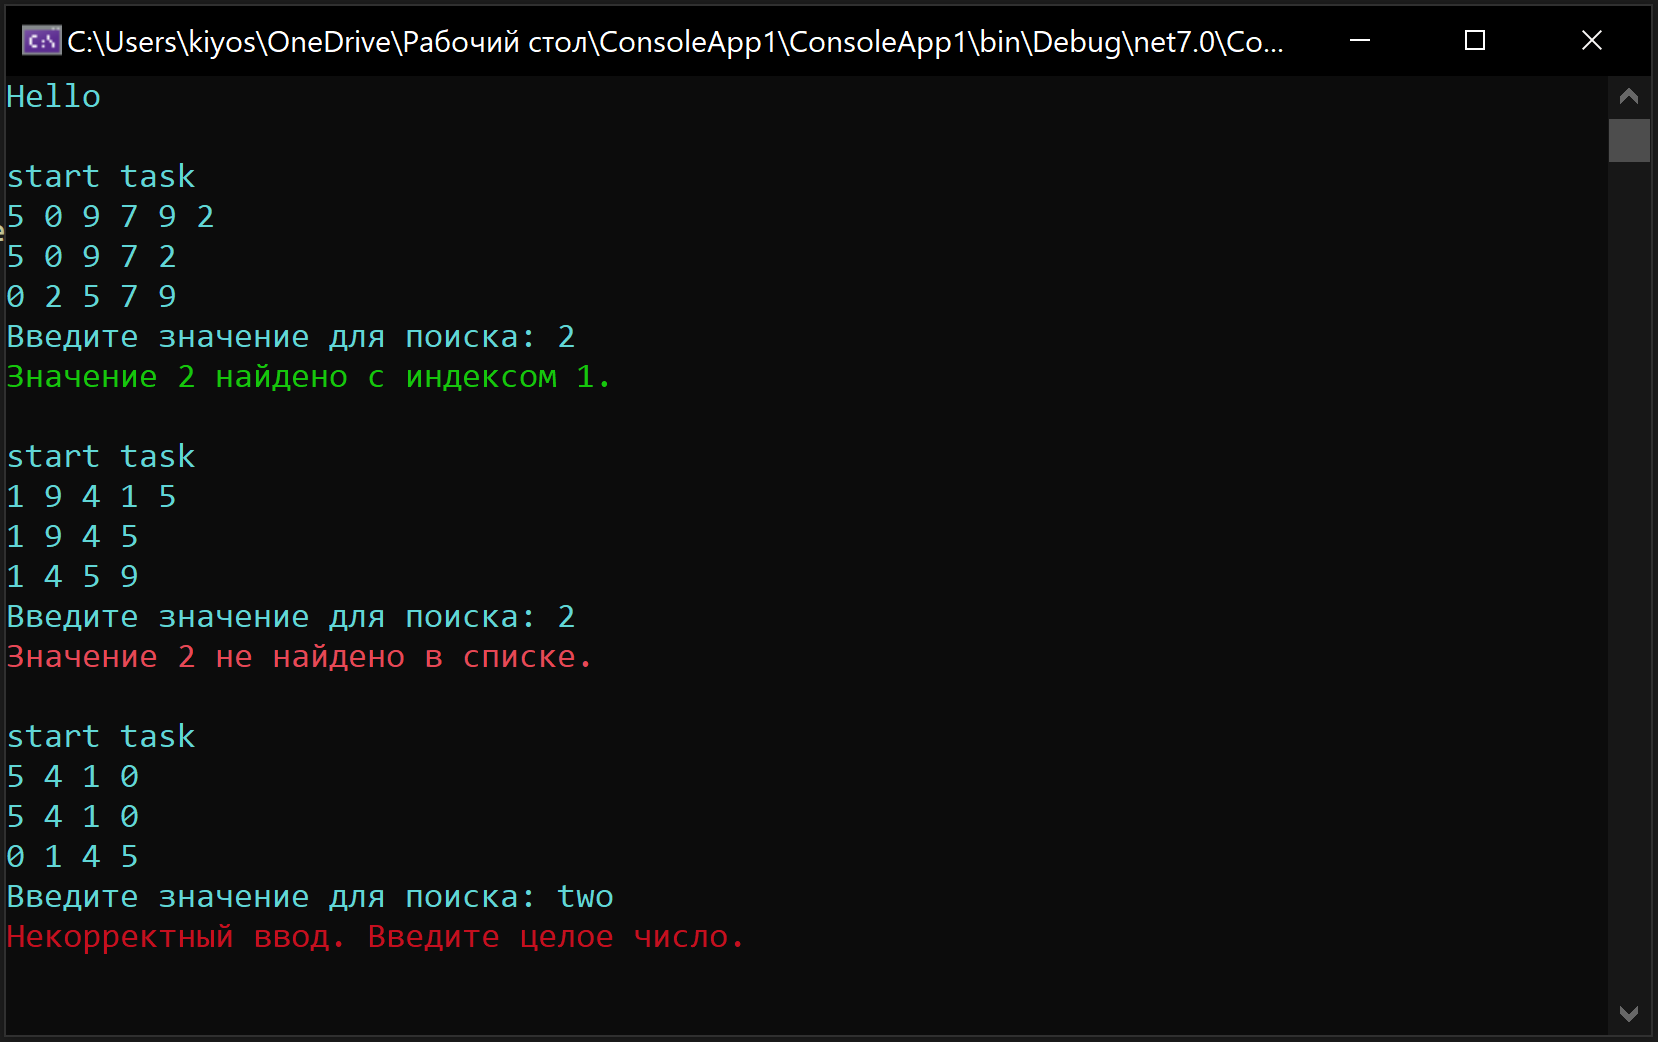 C:\Users\kiyos\OneDrive\Рабочий стол\ConsoleApp1\ConsoleApp1\bin\Debug\net7.0\Co...
Hello
start task
5 0 9 7 9 2
5 0 9 7 2
0 2 5 7 9
Введите значение для поиска: 2
Значение 2 найдено с индексом 1.
start task
1 9 4 1 5
1 9 4 5
1 4 5 9
Введите значение для поиска: 2
Значение 2 не найдено в списке.
start task
5 4 1 0
5 4 1 0
0 1 4 5
Введите значение для поиска: two
Некорректный ввод. Введите целое число.